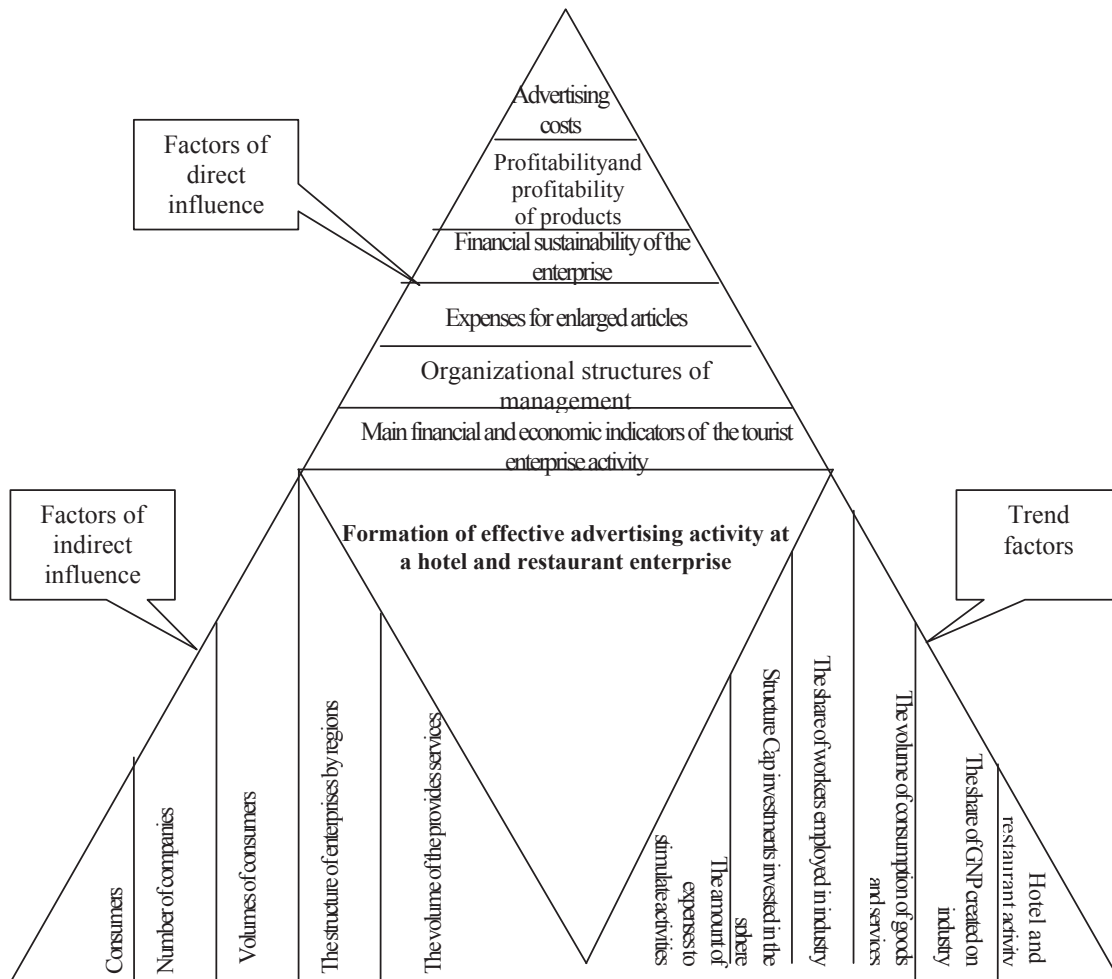 Advertising
costs
Factors of
direct
influence
Profitabilityand
profitability
of products
Financial sustainability of the
enterprise
Expenses for enlarged articles
Organizational structures of
management
Main financial and economic indicators of the tourist
enterprise activity
Factors of
indirect
influence
Formation of effective advertising activity at
a hotel and restaurant enterprise
Trend
factors
Consumers
Number of companies
Volumes of consumers
The structure of enterprises by regions
The volume of the provides services
The amount of
expenses to
stimulate activities
Structure Cap investments invested in the
sphere
The share of workers employed in industry
The volume of consumption of goods
and services
The share of GNP created on
industry
Hotel and
restaurant activity